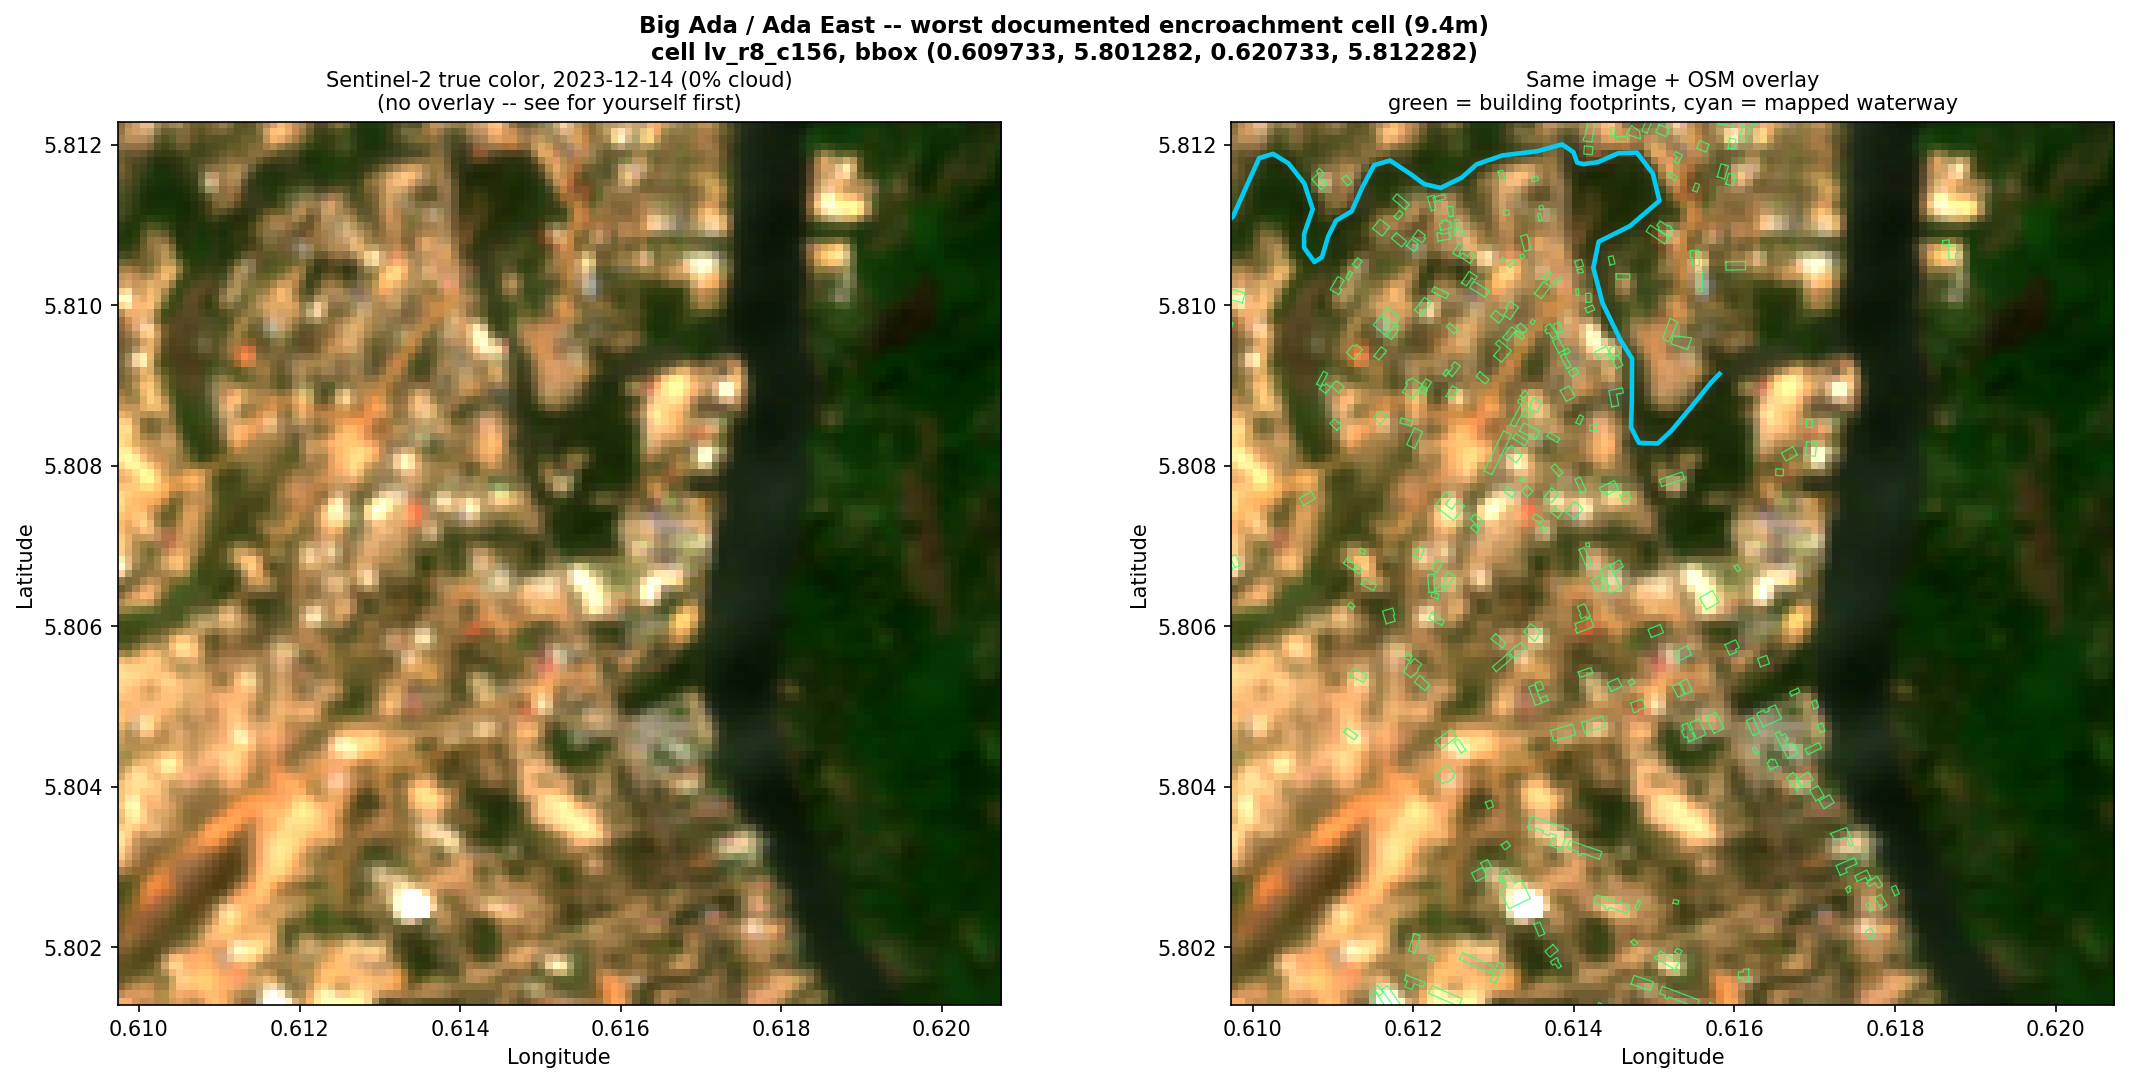 Big Ada / Ada East -- worst documented encroachment cell (9.4m)
cell lv_r8_c156, bbox (0.609733, 5.801282, 0.620733, 5.812282)
Sentinel-2 true color, 2023-12-14 (0% cloud)
(no overlay -- see for yourself first)
Same image + OSM overlay
green = building footprints, cyan = mapped waterway
5.812
5.810
5.808
5.806
5.804
5.802
Latitude
0.610
0.612
0.614
0.616
0.618
0.620
Longitude
5.812
5.810
5.808
5.806
5.804
5.802
Latitude
0.610
0.612
0.614
0.616
0.618
0.620
Longitude